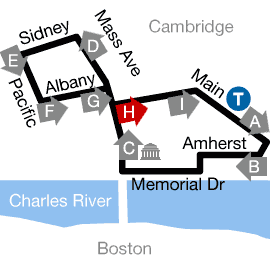 Sidney
Cambridge
Mass Ave
D
E
Albany
Main
Pacific
F
G
H
I
T
A
C
Amherst
B
Memorial Dr
Charles River
Boston